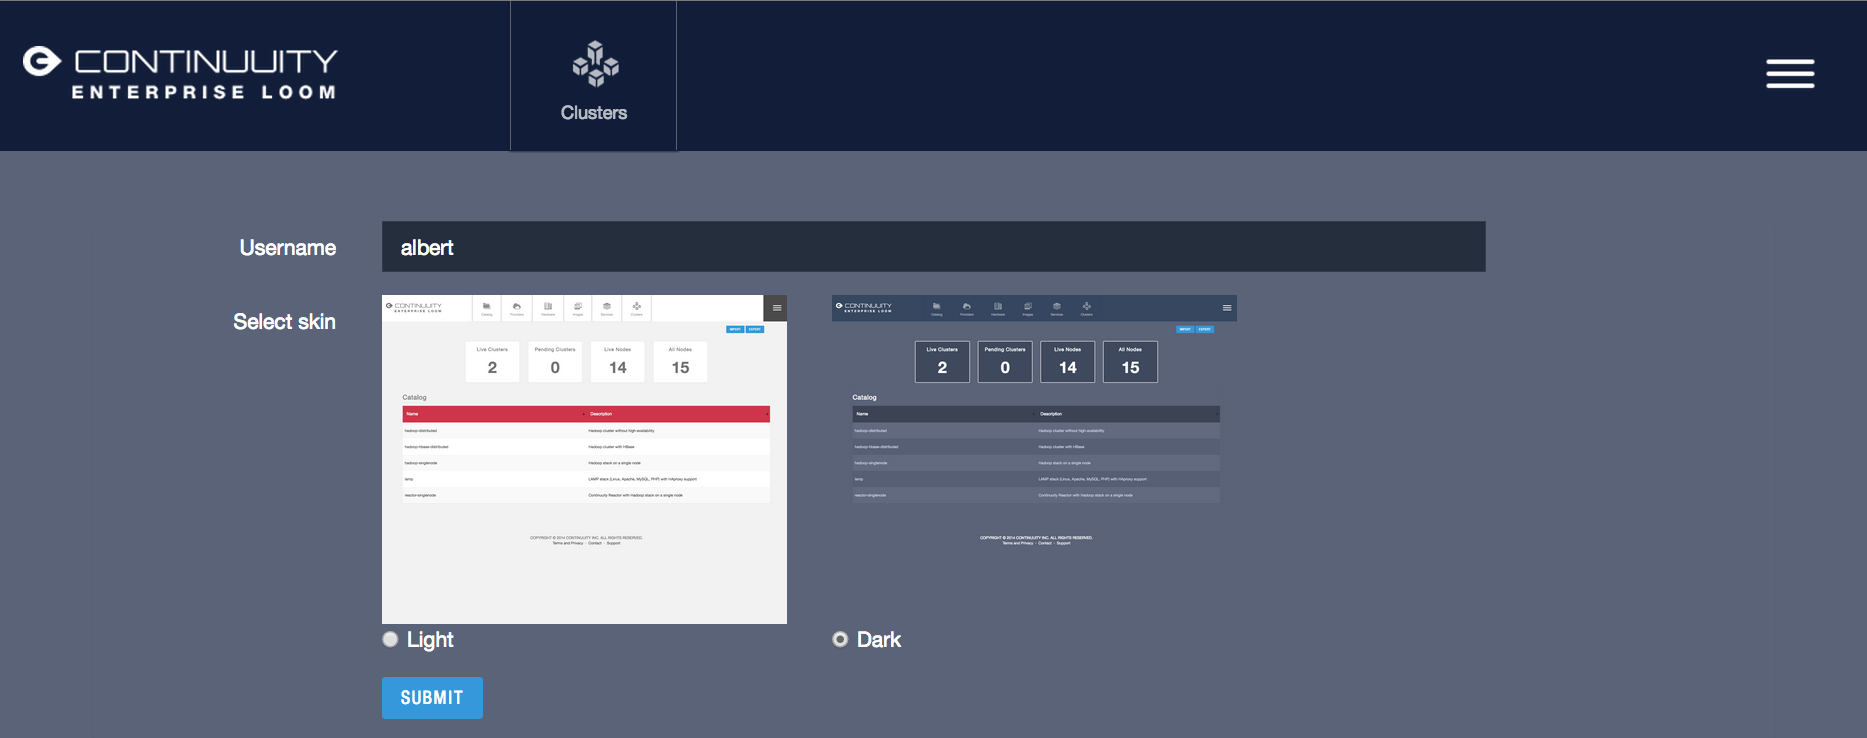 CONTINUUITY
ENTERPRISE LOOM
Clusters
Username
albert
Select skin
CONTINUUITY
ENTERPRISE LOOM
Catalog Providers Hardware Images Services Clusters
IMPORT EXPORT
Live Clusters Pending Clusters Live Nodes All Nodes
2 0 14 15
Catalog
Name Description
hadoop-distributed Hadoop cluster without high-availability
hadoop-hbase-distributed Hadoop cluster with HBase
hadoop-singlenode Hadoop stack on a single node
lamp LAMP stack (Linux, Apache, MySQL, PHP) with HAproxy support
reactor-singlenode Continuuity Reactor with Hadoop stack on a single node
COPYRIGHT © 2014 CONTINUUITY INC. ALL RIGHTS RESERVED.
Terms and Privacy · Contact · Support
Light
CONTINUUITY
ENTERPRISE LOOM
Catalog Providers Hardware Images Services Clusters
IMPORT EXPORT
Live Clusters Pending Clusters Live Nodes All Nodes
2 0 14 15
Catalog
Name Description
hadoop-distributed Hadoop cluster without high-availability
hadoop-hbase-distributed Hadoop cluster with HBase
hadoop-singlenode Hadoop stack on a single node
lamp LAMP stack (Linux, Apache, MySQL, PHP) with HAproxy support
reactor-singlenode Continuuity Reactor with Hadoop stack on a single node
COPYRIGHT © 2014 CONTINUUITY INC. ALL RIGHTS RESERVED.
Terms and Privacy · Contact · Support
Dark
SUBMIT